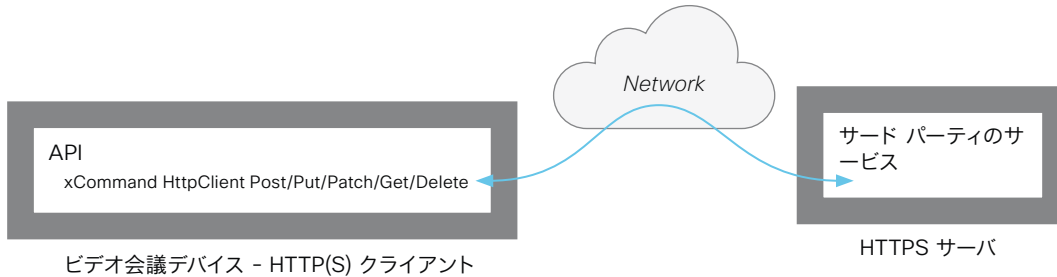 Network
API
xCommand HttpClient Post/Put/Patch/Get/Delete
サード パーティのサ
ービス
ビデオ会議デバイス - HTTP(S) クライアント
HTTPS サーバ